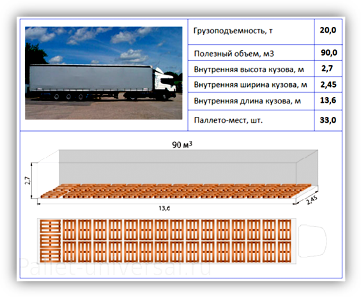 Грузоподъемность, т 20,0
Полезный объем, м3 90,0
Внутренняя высота кузова, м 2,7
Внутренняя ширина кузова, м 2,45
Внутренняя длина кузова, м 13,6
Паллето-мест, шт. 33,0
90 м³
2,7
13,6
2,45